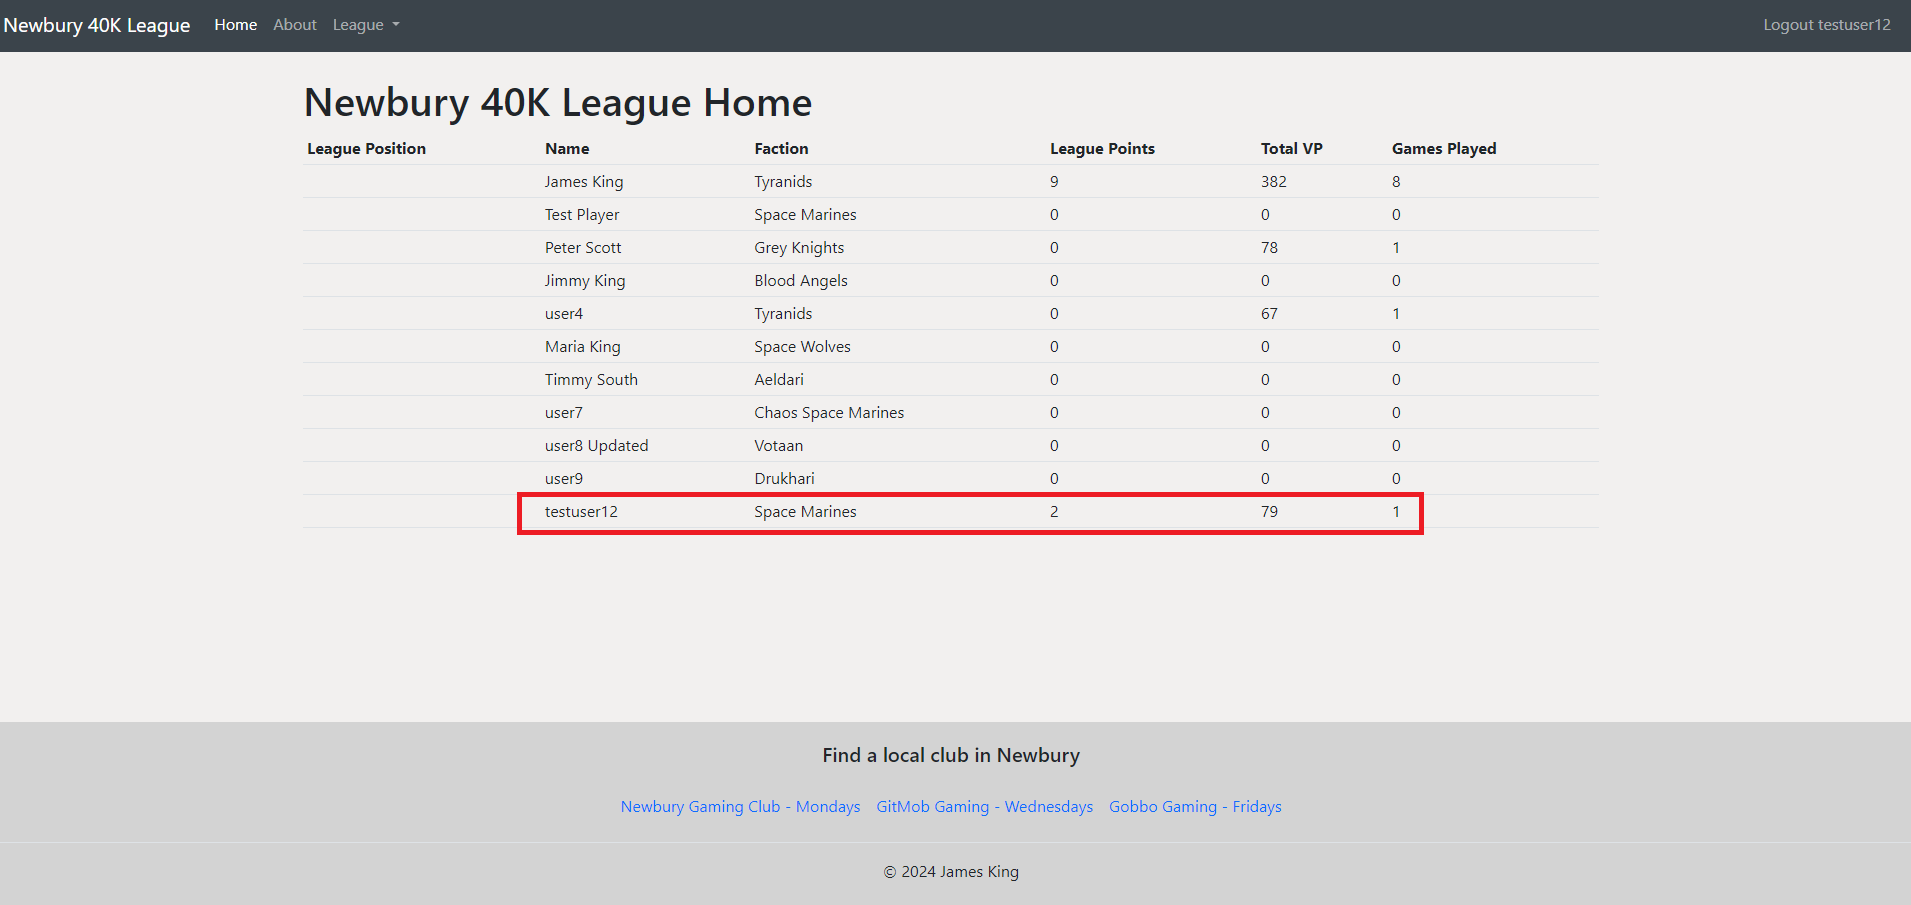 Newbury 40K League Home About League Logout testuser12
Newbury 40K League Home
League Position Name Faction League Points Total VP Games Played
James King Tyranids 9 382 8
Test Player Space Marines 0 0 0
Peter Scott Grey Knights 0 78 1
Jimmy King Blood Angels 0 0 0
user4 Tyranids 0 67 1
Maria King Space Wolves 0 0 0
Timmy South Aeldari 0 0 0
user7 Chaos Space Marines 0 0 0
user8 Updated Votaan 0 0 0
user9 Drukhari 0 0 0
testuser12 Space Marines 2 79 1
Find a local club in Newbury
Newbury Gaming Club - Mondays GitMob Gaming - Wednesdays Gobbo Gaming - Fridays
© 2024 James King